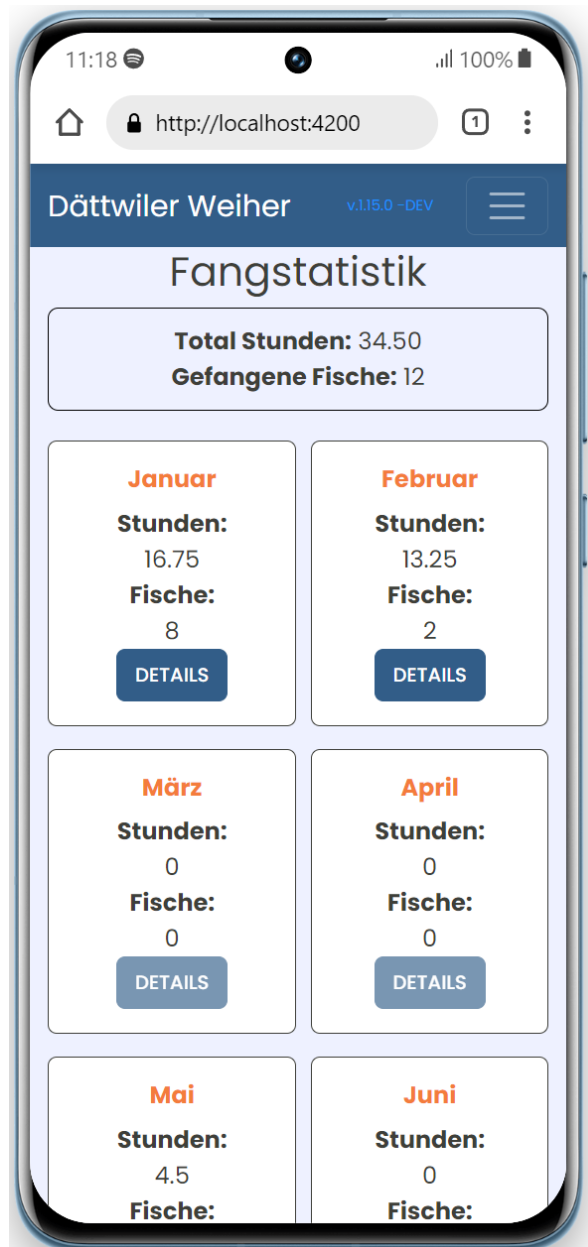 11:18 100%
http://localhost:4200 1
Dättwiler Weiher v.1.15.0 -DEV
Fangstatistik
Total Stunden: 34.50
Gefangene Fische: 12
Januar
Stunden:
16.75
Fische:
8
DETAILS
Februar
Stunden:
13.25
Fische:
2
DETAILS
März
Stunden:
0
Fische:
0
DETAILS
April
Stunden:
0
Fische:
0
DETAILS
Mai
Stunden:
4.5
Fische:
Juni
Stunden:
0
Fische: